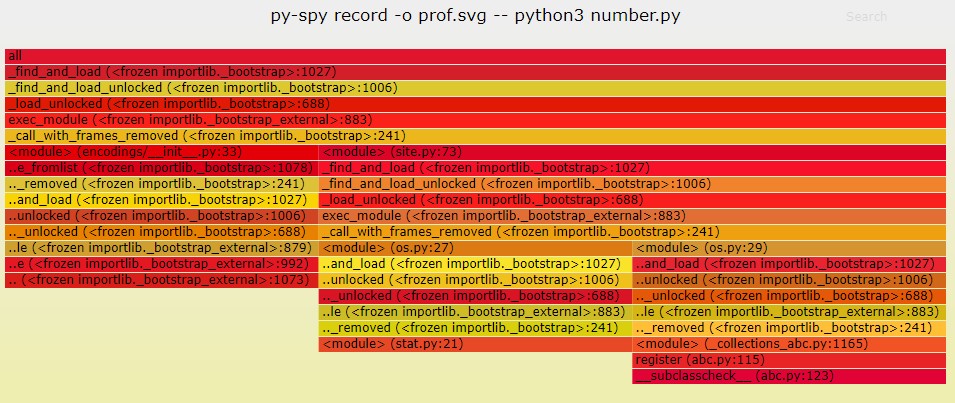 py-spy record -o prof.svg -- python3 number.py
Search
all
_find_and_load (<frozen importlib._bootstrap>:1027)
_find_and_load_unlocked (<frozen importlib._bootstrap>:1006)
_load_unlocked (<frozen importlib._bootstrap>:688)
exec_module (<frozen importlib._bootstrap_external>:883)
_call_with_frames_removed (<frozen importlib._bootstrap>:241)
<module> (encodings/__init__.py:33) <module> (site.py:73)
..e_fromlist (<frozen importlib._bootstrap>:1078) _find_and_load (<frozen importlib._bootstrap>:1027)
.._removed (<frozen importlib._bootstrap>:241) _find_and_load_unlocked (<frozen importlib._bootstrap>:1006)
..and_load (<frozen importlib._bootstrap>:1027) _load_unlocked (<frozen importlib._bootstrap>:688)
..unlocked (<frozen importlib._bootstrap>:1006) exec_module (<frozen importlib._bootstrap_external>:883)
.._unlocked (<frozen importlib._bootstrap>:688) _call_with_frames_removed (<frozen importlib._bootstrap>:241)
..le (<frozen importlib._bootstrap_external>:879) <module> (os.py:27) <module> (os.py:29)
..e (<frozen importlib._bootstrap_external>:992) ..and_load (<frozen importlib._bootstrap>:1027) ..and_load (<frozen importlib._bootstrap>:1027)
.. (<frozen importlib._bootstrap_external>:1073) ..unlocked (<frozen importlib._bootstrap>:1006) ..unlocked (<frozen importlib._bootstrap>:1006)
.._unlocked (<frozen importlib._bootstrap>:688) .._unlocked (<frozen importlib._bootstrap>:688)
..le (<frozen importlib._bootstrap_external>:883) ..le (<frozen importlib._bootstrap_external>:883)
.._removed (<frozen importlib._bootstrap>:241) .._removed (<frozen importlib._bootstrap>:241)
<module> (stat.py:21) <module> (_collections_abc.py:1165)
register (abc.py:115)
__subclasscheck__ (abc.py:123)